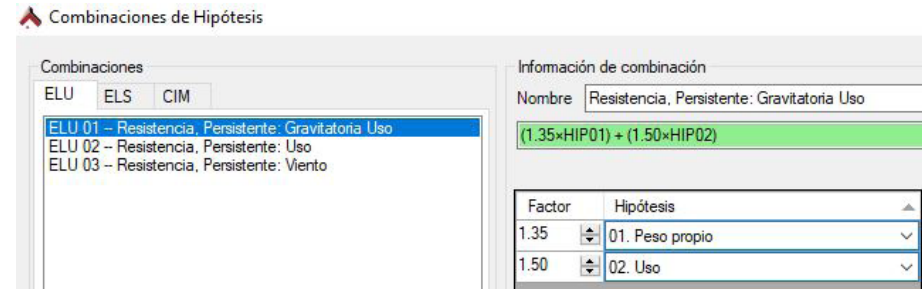 Combinaciones de Hipótesis
Combinaciones
ELU ELS CIM
ELU 01 -- Resistencia, Persistente: Gravitatoria Uso
ELU 02 -- Resistencia, Persistente: Uso
ELU 03 -- Resistencia, Persistente: Viento
Información de combinación
Nombre Resistencia, Persistente: Gravitatoria Uso
(1.35×HIP01) + (1.50×HIP02)
Factor Hipótesis
1.35 01. Peso propio
1.50 02. Uso